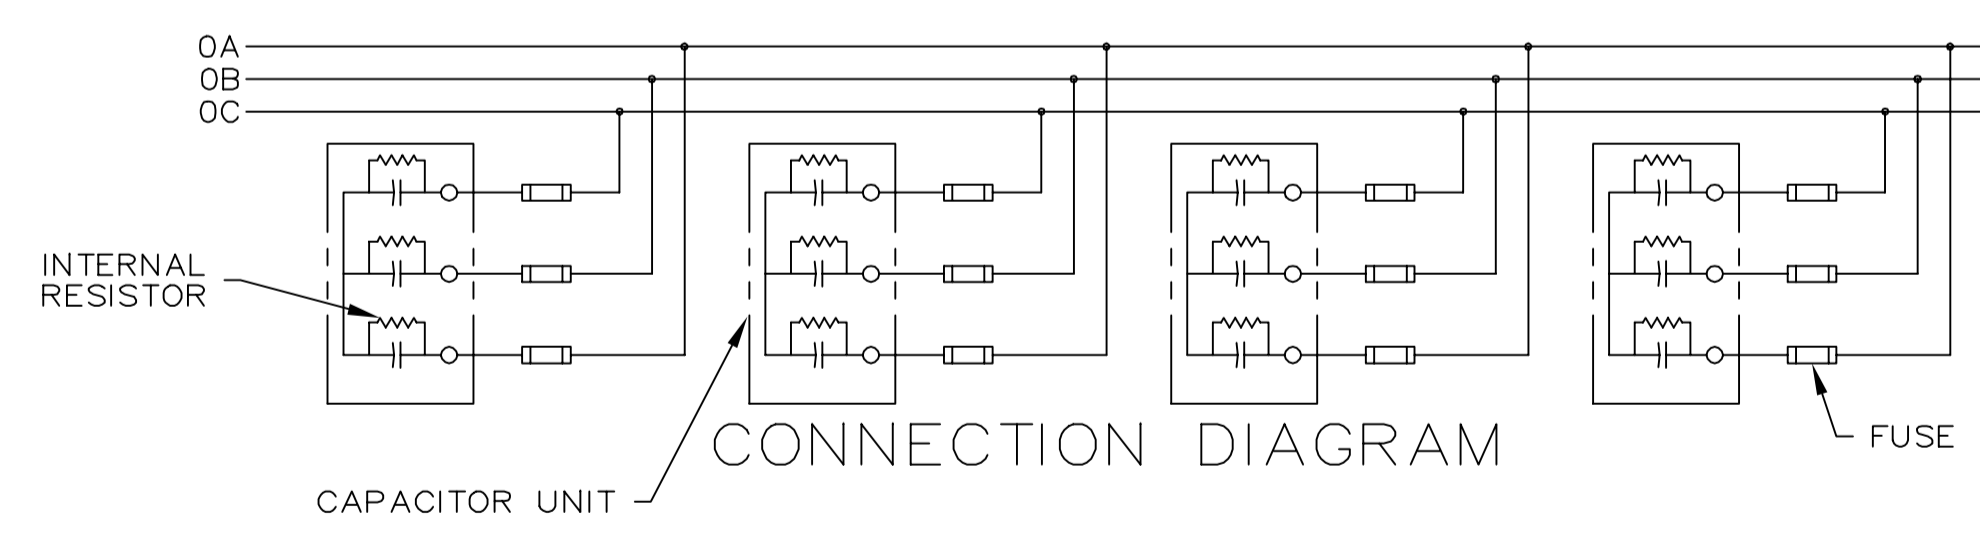 0A
0B
0C
INTERNAL
RESISTOR
CONNECTION DIAGRAM
FUSE
CAPACITOR UNIT